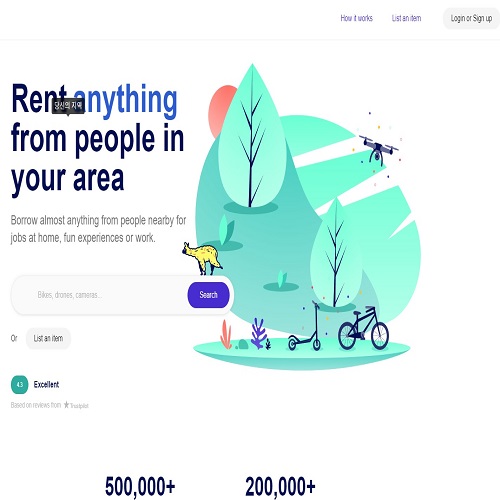 How it works
List an item
Login or Sign up
Rent anything
당신의 지역
from people in
your area
Borrow almost anything from people nearby for
jobs at home, fun experiences or work.
Bikes, drones, cameras...
Search
Or
List an item
4.3
Excellent
Based on reviews from ★ Trustpilot
500,000+
200,000+